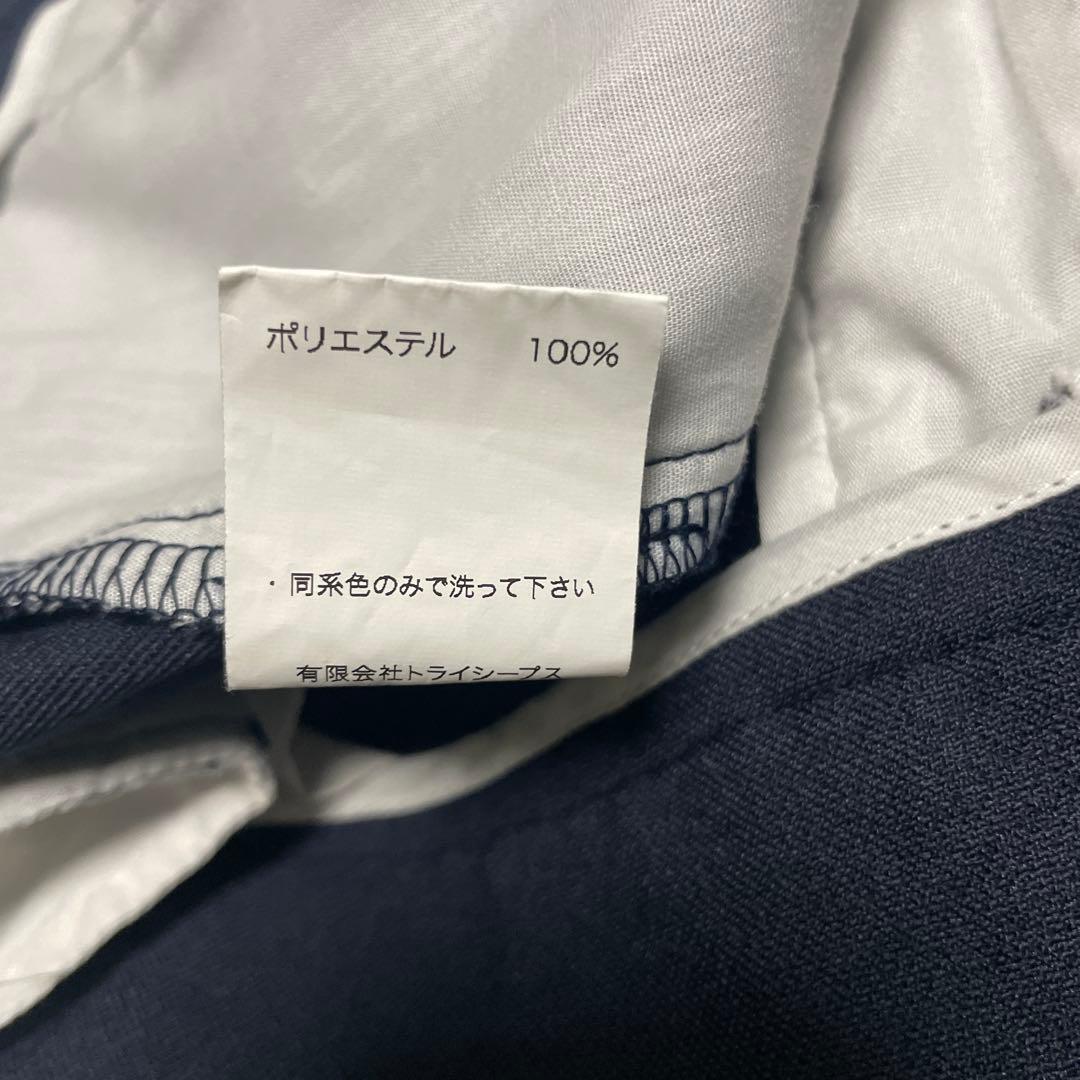 ポリエステル 100%
・同系色のみで洗って下さい
有限会社トライシープス